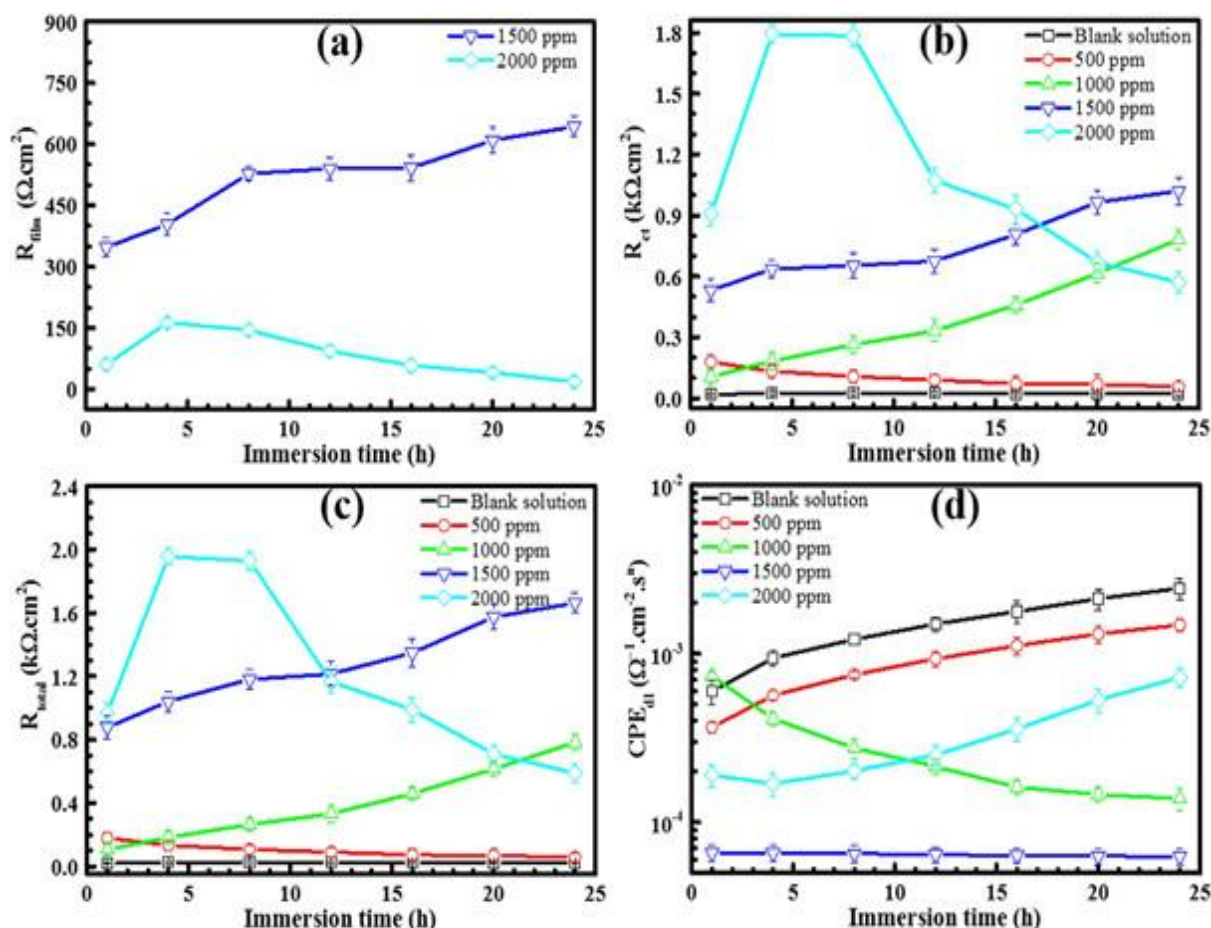 (a)
1500 ppm
2000 ppm
R_film (Ω.cm²)
900
750
600
450
300
150
0
0 5 10 15 20 25
Immersion time (h)
(b)
Blank solution
500 ppm
1000 ppm
1500 ppm
2000 ppm
R_ct (kΩ.cm²)
1.8
1.5
1.2
0.9
0.6
0.3
0.0
0 5 10 15 20 25
Immersion time (h)
(c)
Blank solution
500 ppm
1000 ppm
1500 ppm
2000 ppm
R_total (kΩ.cm²)
2.4
2.0
1.6
1.2
0.8
0.4
0.0
0 5 10 15 20 25
Immersion time (h)
(d)
Blank solution
500 ppm
1000 ppm
1500 ppm
2000 ppm
CPE_dl (Ω⁻¹.cm⁻².sⁿ)
10⁻²
10⁻³
10⁻⁴
0 5 10 15 20 25
Immersion time (h)